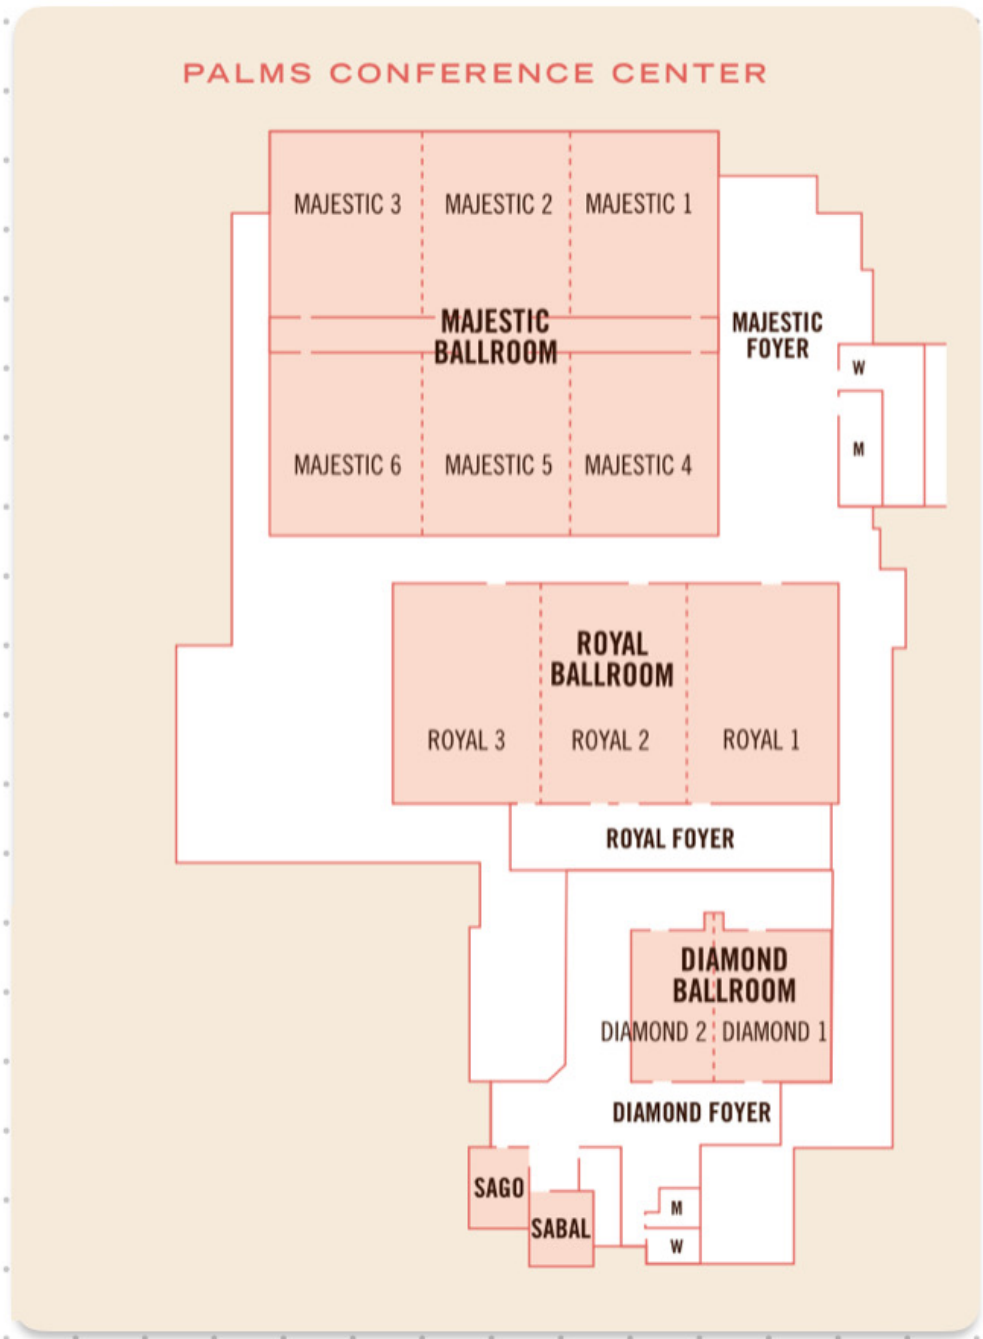 PALMS CONFERENCE CENTER
MAJESTIC 3
MAJESTIC 2
MAJESTIC 1
MAJESTIC
BALLROOM
MAJESTIC
FOYER
W
M
MAJESTIC 6
MAJESTIC 5
MAJESTIC 4
ROYAL
BALLROOM
ROYAL 3
ROYAL 2
ROYAL 1
ROYAL FOYER
DIAMOND
BALLROOM
DIAMOND 2
DIAMOND 1
DIAMOND FOYER
SAGO
SABAL
M
W